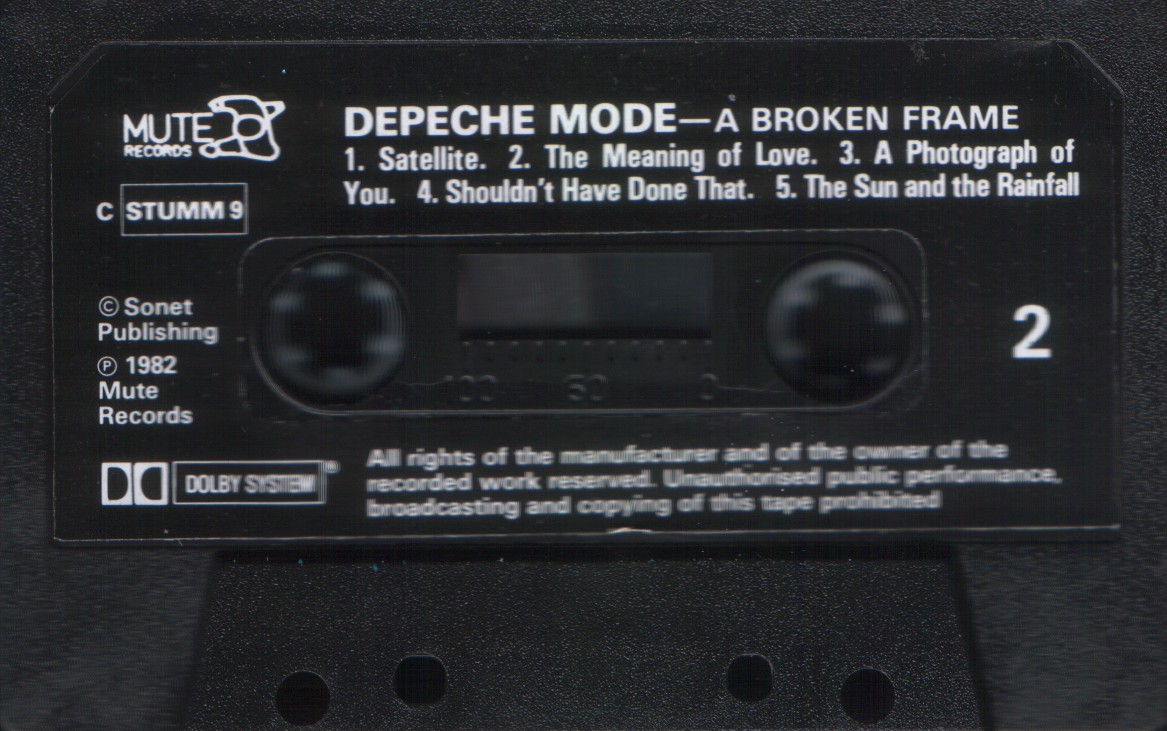 MUTE
RECORDS
DEPECHE MODE—A BROKEN FRAME
1. Satellite. 2. The Meaning of Love. 3. A Photograph of
You. 4. Shouldn't Have Done That. 5. The Sun and the Rainfall
C STUMM 9
© Sonet
Publishing
℗ 1982
Mute
Records
100 50 0
2
DOLBY SYSTEM®
All rights of the manufacturer and of the owner of the
recorded work reserved. Unauthorised public performance,
broadcasting and copying of this tape prohibited